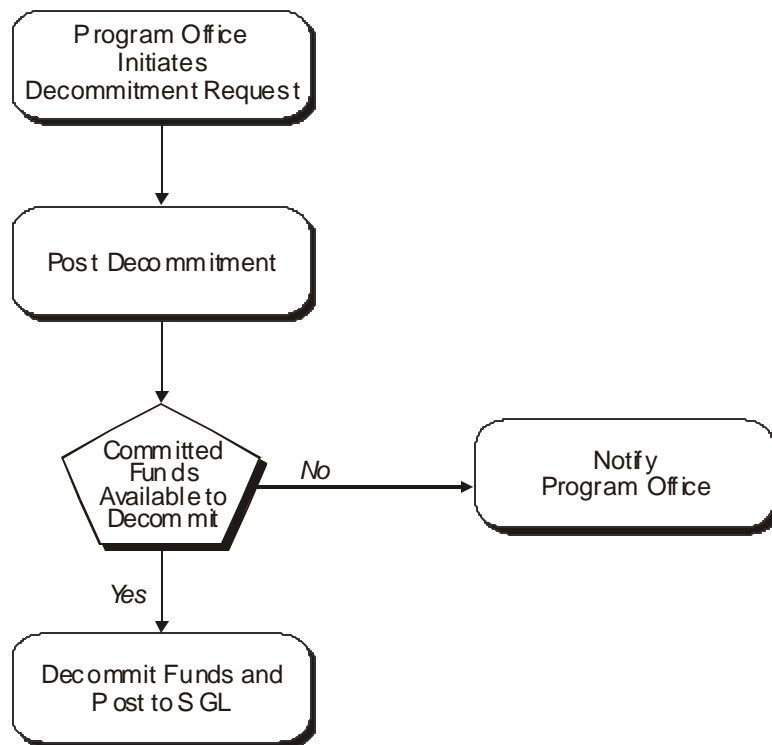 Program Office
Initiates
Decommitment Request
Post Decommitment
Committed
Funds
Available to
Decommit
No
Notify
Program Office
Yes
Decommit Funds and
Post to SGL